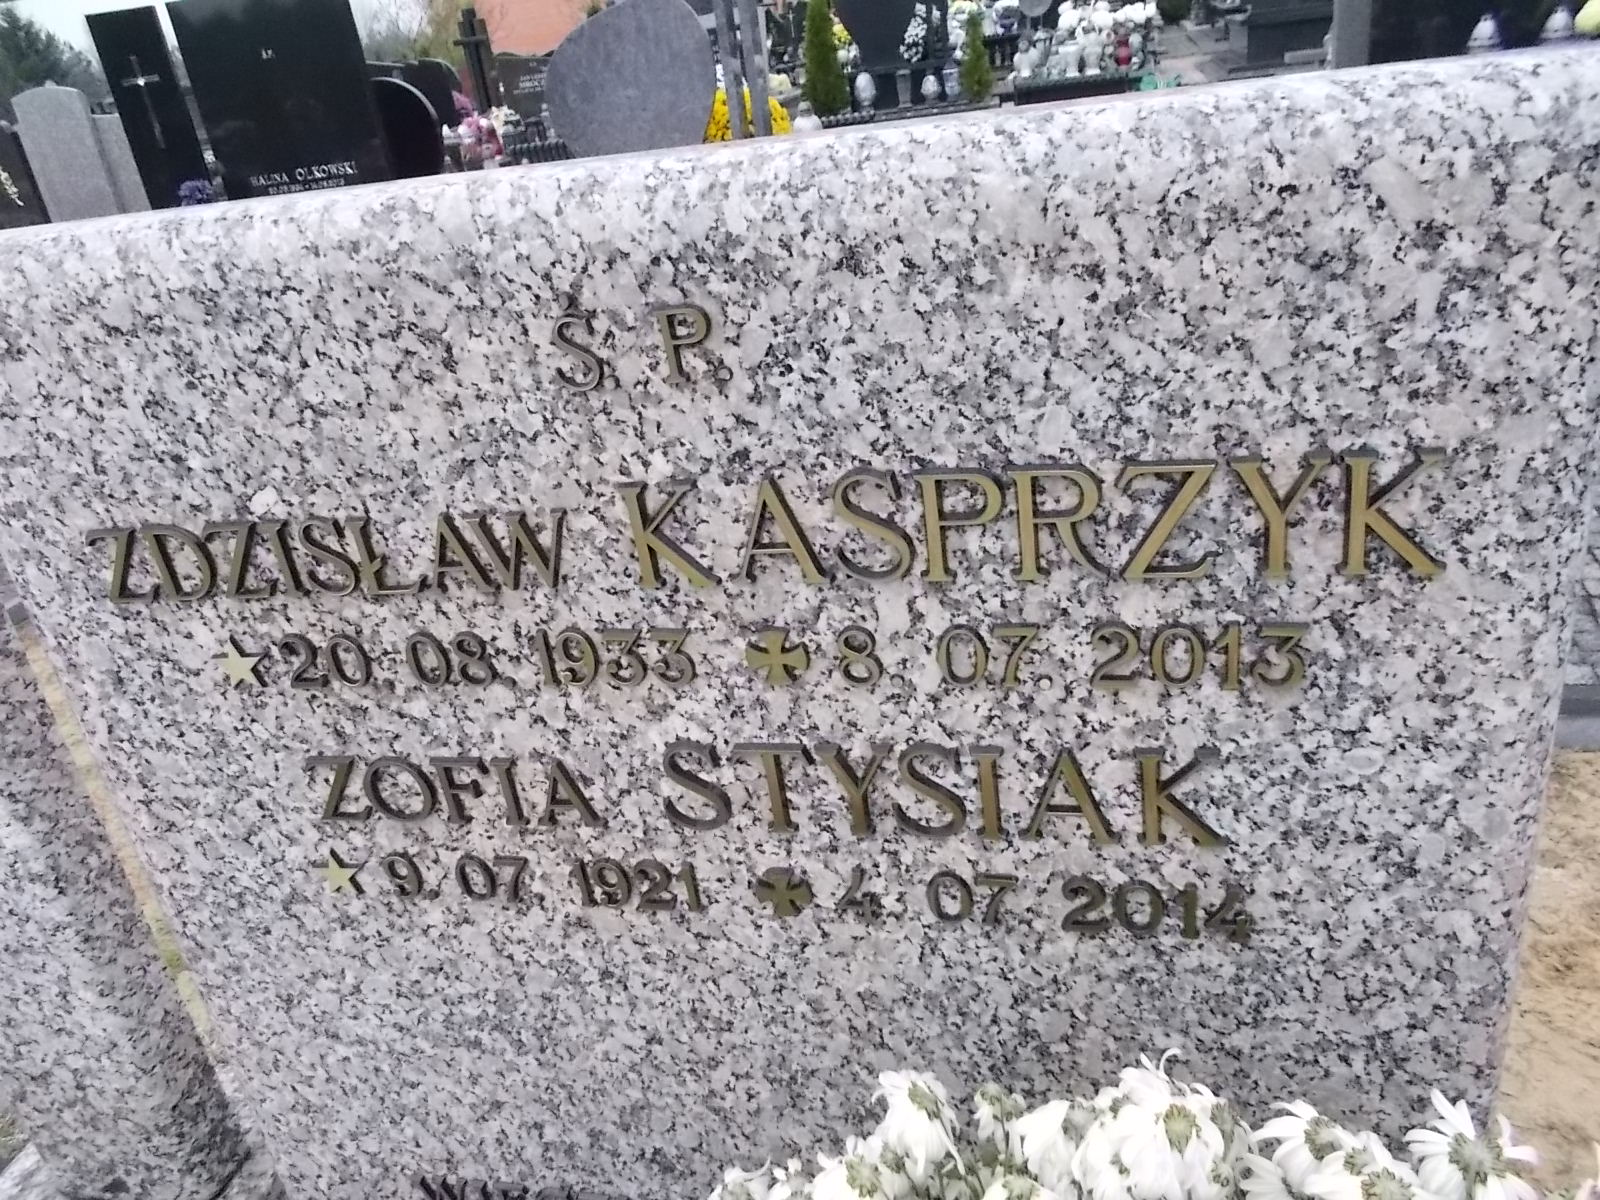 HALINA OLKOWSKI
Ś. P.
ZDZISŁAW KASPRZYK
20. 08. 1933 8. 07. 2013
ZOFIA STYSIAK
9. 07. 1921 4. 07 2014